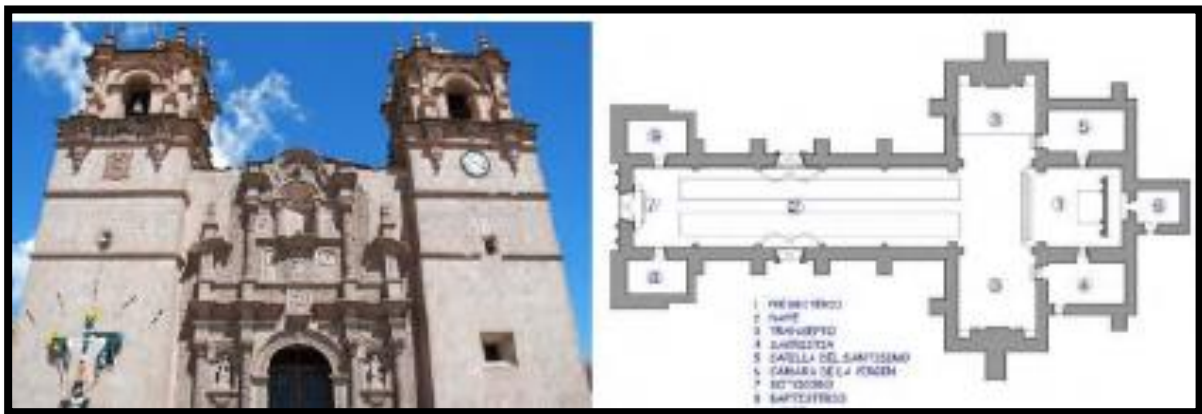 1 PRESBITERIO
2 NAVE
3 TRANSEPTO
4 SACRISTIA
5 CAPILLA DEL SANTISIMO
6 CAMARA DE LA VIRGEN
7 SOTOCORO
8 BAPTISTERIO